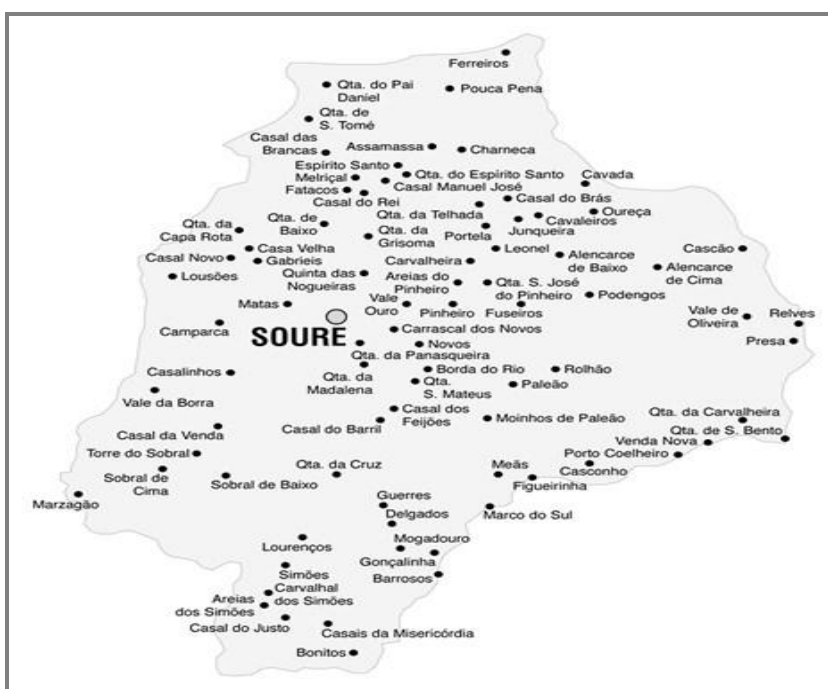 Ferreiros
Qta. do Pai
Daniel
Pouca Pena
Qta. de
S. Tomé
Casal das
Brancas
Assamassa
Charneca
Espírito Santo
Qta. do Espírito Santo
Cavada
Melriçal
Casal Manuel José
Fatacos
Casal do Rei
Casal do Brás
Qta. da Telhada
Oureça
Cavaleiros
Junqueira
Portela
Qta. da
Capa Rota
Qta. de
Baixo
Qta. da
Grisoma
Casa Velha
Leonel
Cascão
Casal Novo
Gabrieis
Carvalheira
Alencarce
de Baixo
Alencarce
de Cima
Lousões
Quinta das
Nogueiras
Areias do
Pinheiro
Qta. S. José
do Pinheiro
Podengos
Matas
Vale
Ouro
Pinheiro
Fuseiros
Vale de
Oliveira
Relves
Camparca
SOURE
Carrascal dos Novos
Presa
Novos
Qta. da Panasqueira
Casalinhos
Qta. da
Madalena
Borda do Rio
Rolhão
Qta.
S. Mateus
Paleão
Vale da Borra
Casal dos
Feijões
Moinhos de Paleão
Qta. da Carvalheira
Casal da Venda
Casal do Barril
Qta. de S. Bento
Venda Nova
Torre do Sobral
Porto Coelheiro
Sobral de
Cima
Sobral de Baixo
Qta. da Cruz
Meãs
Casconho
Figueirinha
Marzagão
Guerres
Delgados
Marco do Sul
Mogadouro
Lourenços
Gonçalinha
Simões
Barrosos
Carvalhal
dos Simões
Areias
dos Simões
Casal do Justo
Casais da Misericórdia
Bonitos